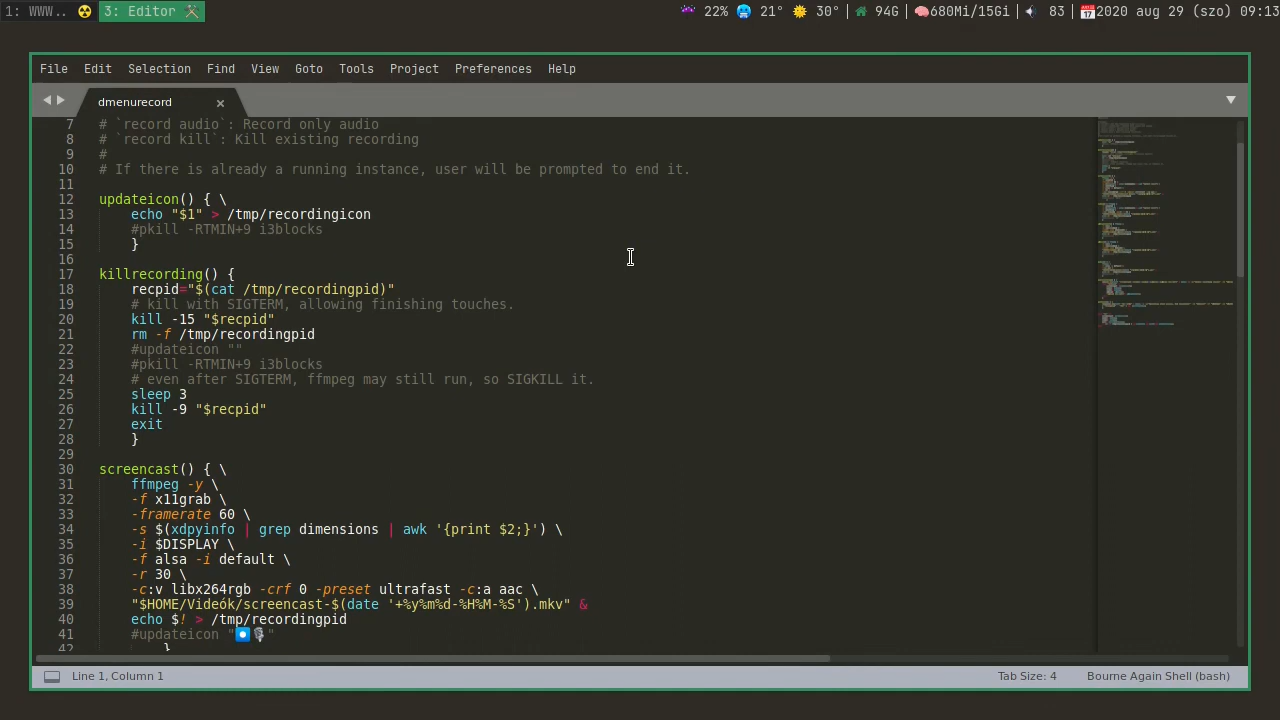 1: WWW.. ☢ 3: Editor 🛠 👾 22% 🥶 21° 🌞 30° | 94G | 🧠680Mi/15Gi | 83 | 📅2020 aug 29 (szo) 09:13
File Edit Selection Find View Goto Tools Project Preferences Help
dmenurecord ×
7 # `record audio`: Record only audio
8 # `record kill`: Kill existing recording
9 #
10 # If there is already a running instance, user will be prompted to end it.
11
12 updateicon() { \
13 echo "$1" > /tmp/recordingicon
14 #pkill -RTMIN+9 i3blocks
15 }
16
17 killrecording() {
18 recpid="$(cat /tmp/recordingpid)"
19 # kill with SIGTERM, allowing finishing touches.
20 kill -15 "$recpid"
21 rm -f /tmp/recordingpid
22 #updateicon ""
23 #pkill -RTMIN+9 i3blocks
24 # even after SIGTERM, ffmpeg may still run, so SIGKILL it.
25 sleep 3
26 kill -9 "$recpid"
27 exit
28 }
29
30 screencast() { \
31 ffmpeg -y \
32 -f x11grab \
33 -framerate 60 \
34 -s $(xdpyinfo | grep dimensions | awk '{print $2;}') \
35 -i $DISPLAY \
36 -f alsa -i default \
37 -r 30 \
38 -c:v libx264rgb -crf 0 -preset ultrafast -c:a aac \
39 "$HOME/Videók/screencast-$(date '+%y%m%d-%H%M-%S').mkv" &
40 echo $! > /tmp/recordingpid
41 #updateicon "⏺🎙"
42 }
Line 1, Column 1 Tab Size: 4 Bourne Again Shell (bash)